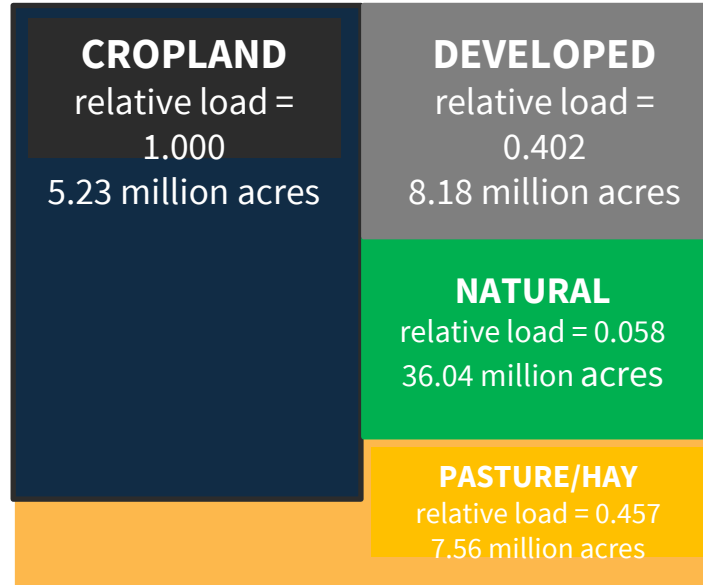 CROPLAND
relative load =
1.000
5.23 million acres
DEVELOPED
relative load =
0.402
8.18 million acres
NATURAL
relative load = 0.058
36.04 million acres
PASTURE/HAY
relative load = 0.457
7.56 million acres